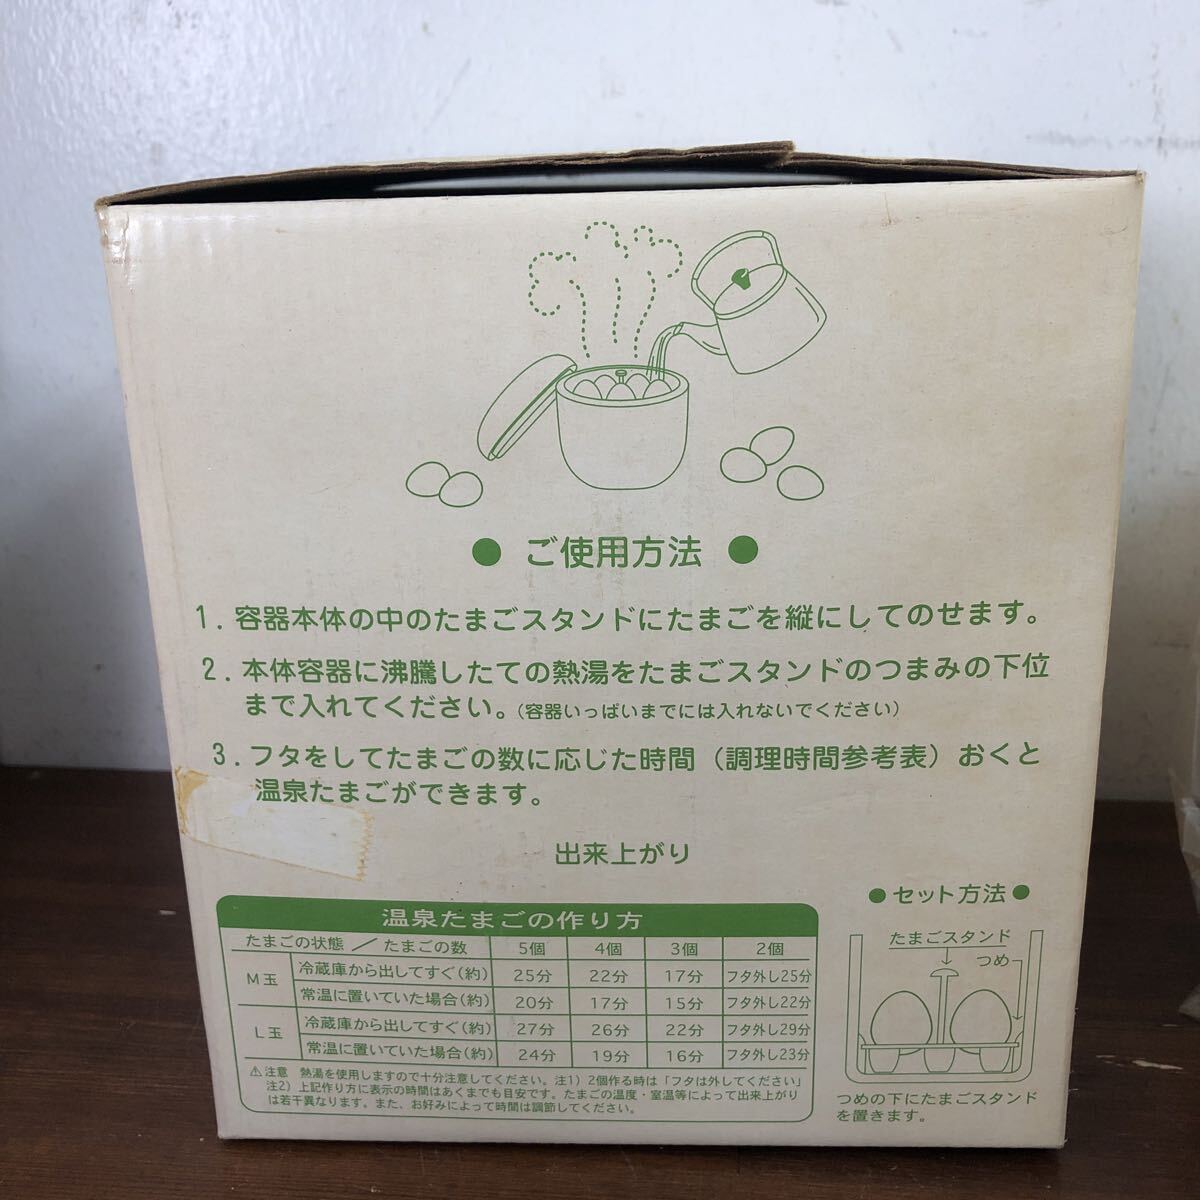 ● ご使用方法 ●
1. 容器本体の中のたまごスタンドにたまごを縦にしてのせます。
2. 本体容器に沸騰したての熱湯をたまごスタンドのつまみの下位
まで入れてください。(容器いっぱいまでには入れないでください)
3. フタをしてたまごの数に応じた時間(調理時間参考表)おくと
温泉たまごができます。
出来上がり
温泉たまごの作り方
たまごの状態/たまごの数 5個 4個 3個 2個
M玉 冷蔵庫から出してすぐ(約) 25分 22分 17分 フタ外し25分
常温に置いていた場合(約) 20分 17分 15分 フタ外し22分
L玉 冷蔵庫から出してすぐ(約) 27分 26分 22分 フタ外し29分
常温に置いていた場合(約) 24分 19分 16分 フタ外し23分
⚠注意 熱湯を使用しますので十分注意してください。注1) 2個作る時は「フタは外してください」
注2) 上記作り方に表示の時間はあくまでも目安です。たまごの温度・室温等によって出来上がり
は若干異なります。また、お好みによって時間は調節してください。
● セット方法 ●
たまごスタンド
つめ
つめの下にたまごスタンド
を置きます。